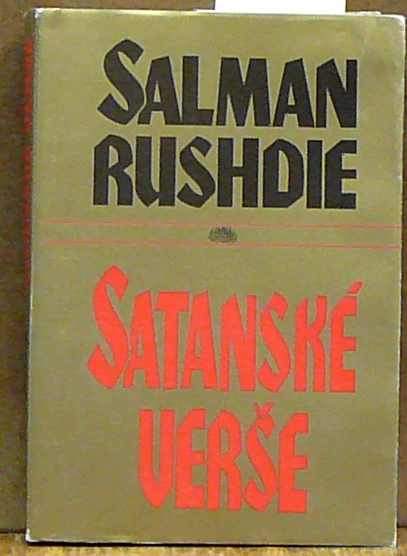 SALMAN
RUSHDIE
SATANSKÉ
VERŠE